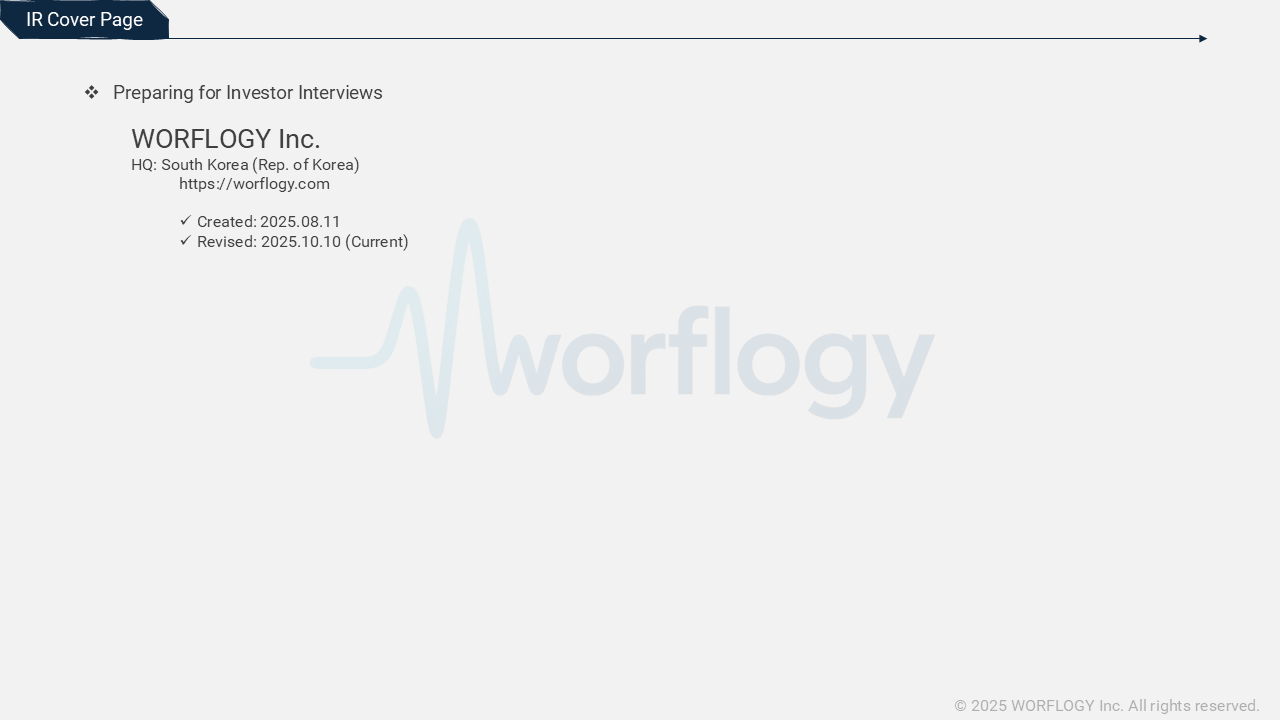 IR Cover Page
❖ Preparing for Investor Interviews
WORFLOGY Inc.
HQ: South Korea (Rep. of Korea)
https://worflogy.com
✓ Created: 2025.08.11
✓ Revised: 2025.10.10 (Current)
worflogy
© 2025 WORFLOGY Inc. All rights reserved.